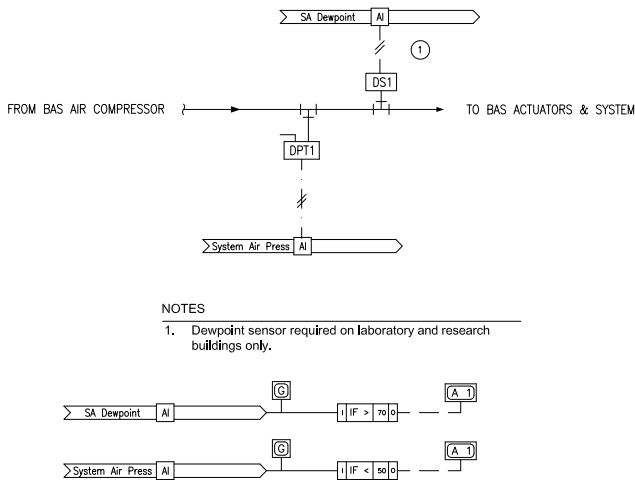 SA Dewpoint AI
1
DS1
FROM BAS AIR COMPRESSOR TO BAS ACTUATORS & SYSTEM
DPT1
System Air Press AI
NOTES
1. Dewpoint sensor required on laboratory and research
buildings only.
G A 1
SA Dewpoint AI I IF > 70 O
G A 1
System Air Press AI I IF < 50 O